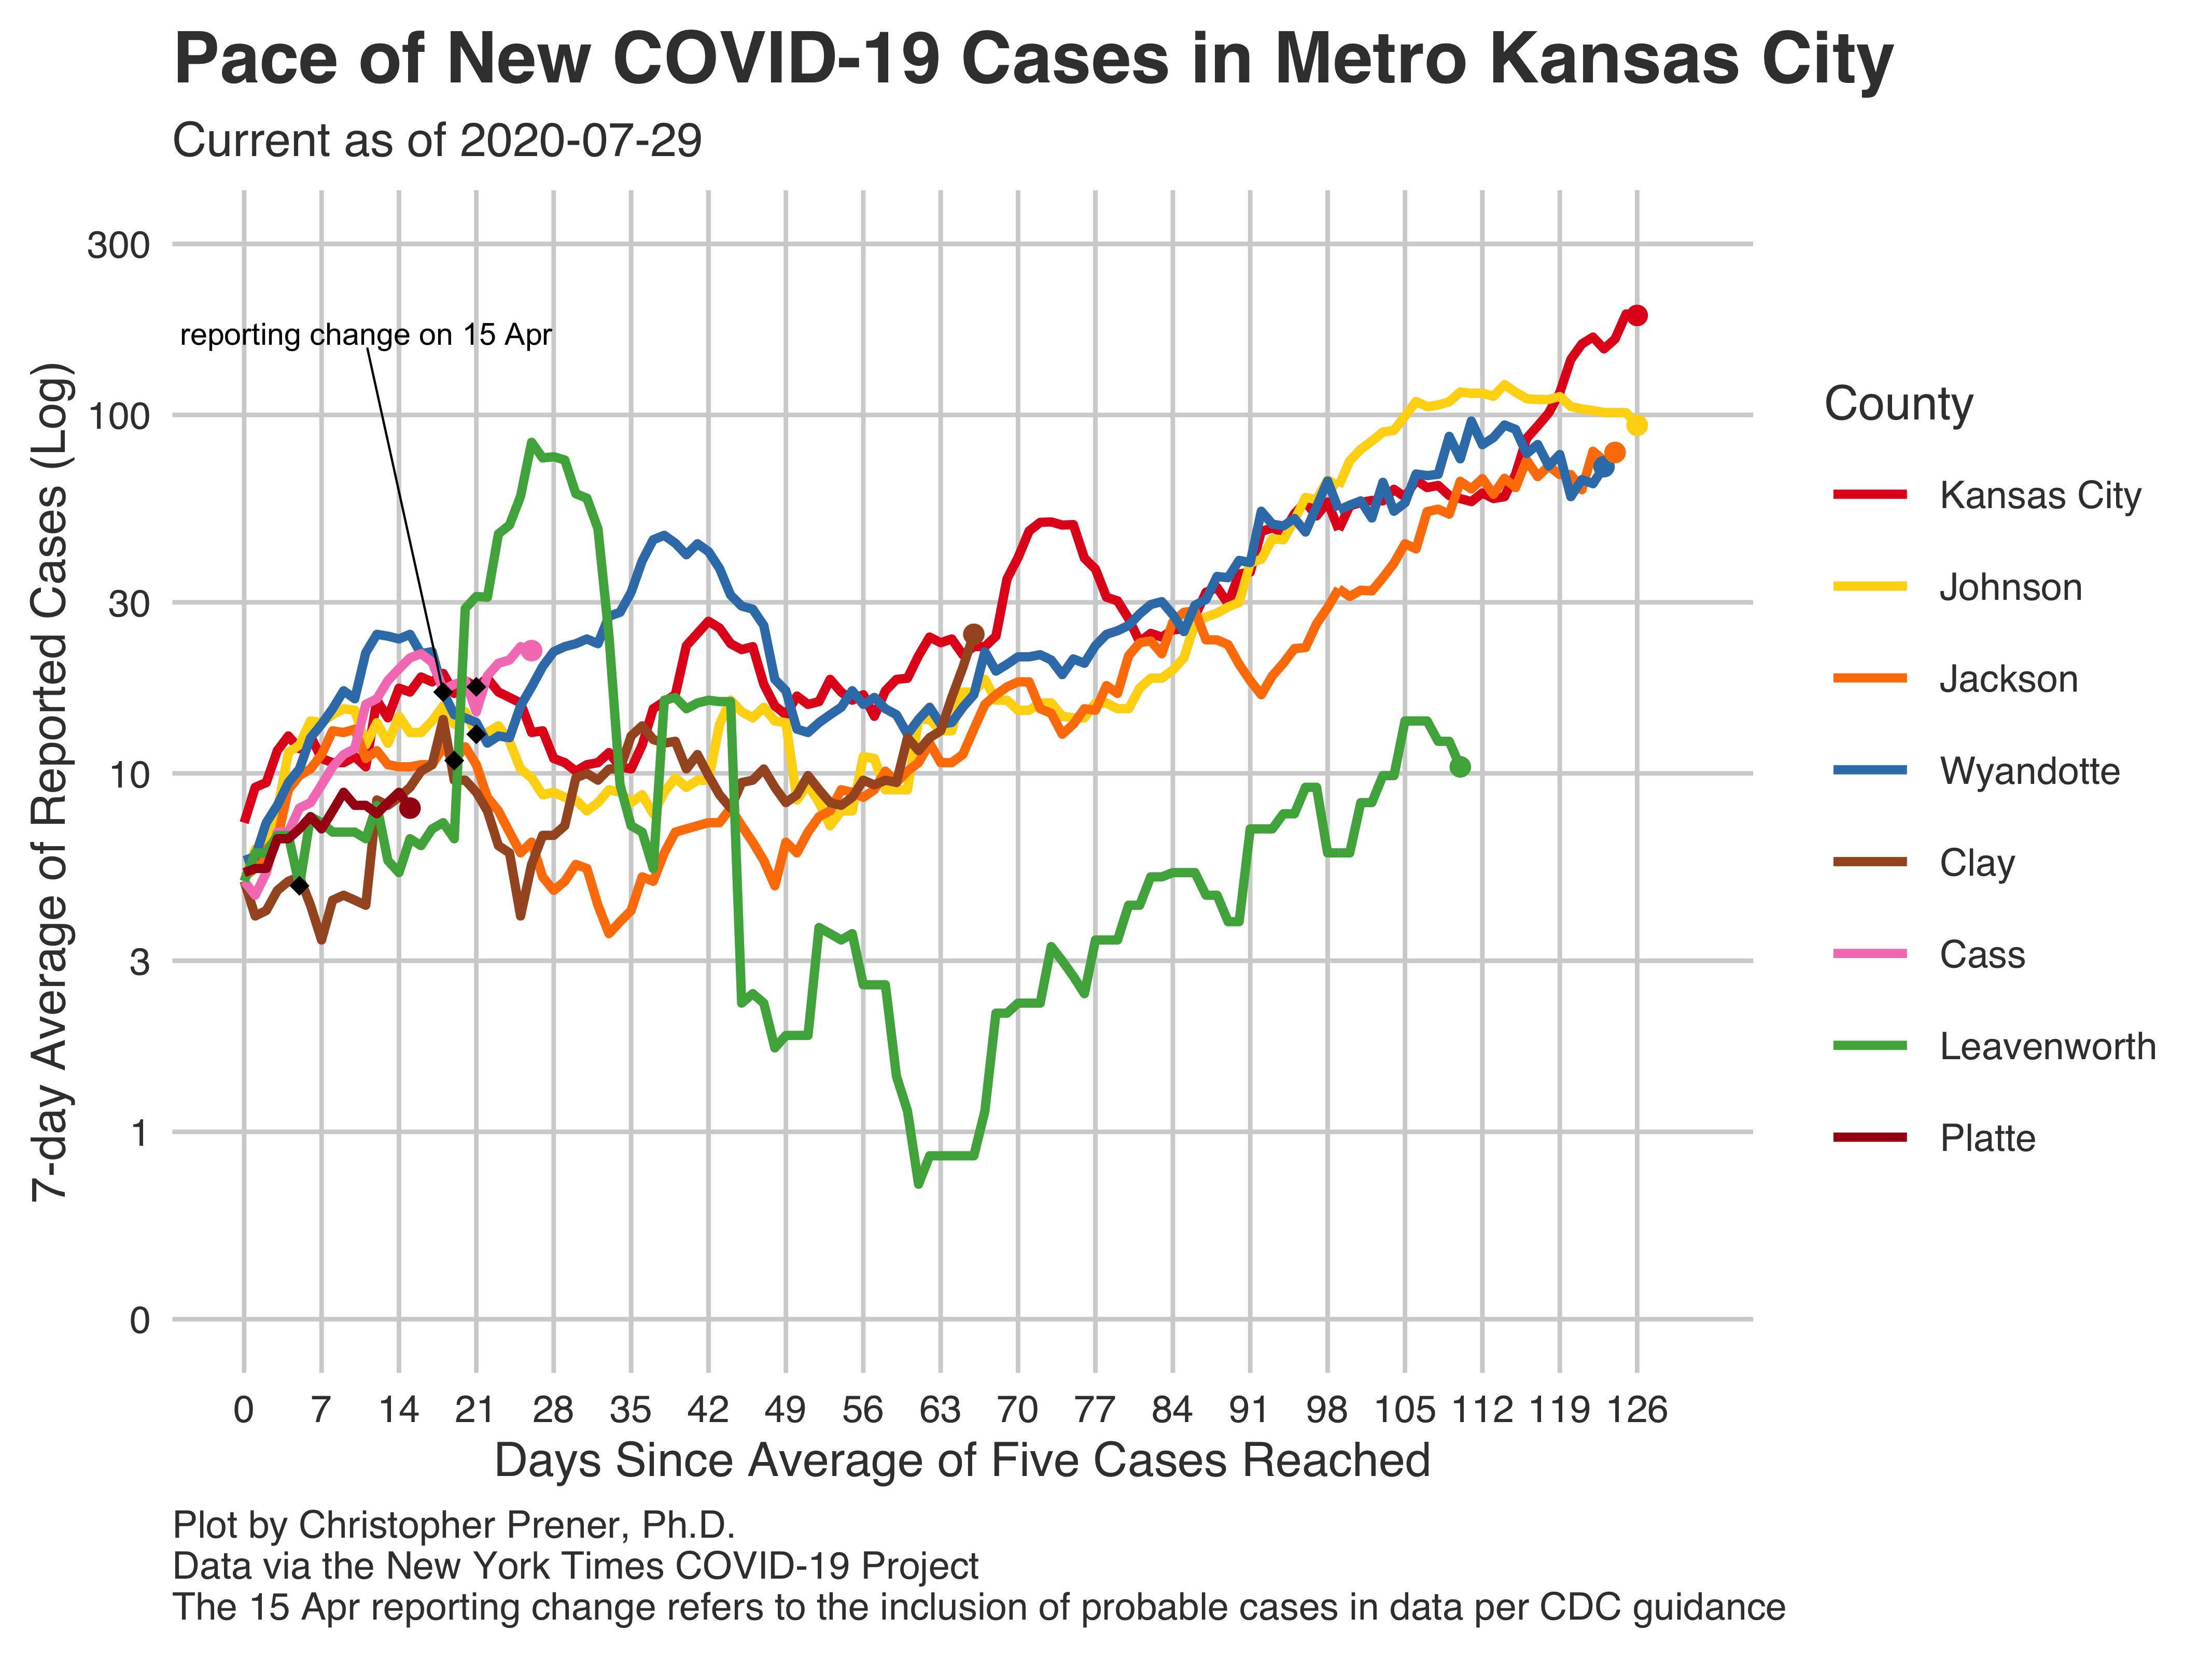 Pace of New COVID-19 Cases in Metro Kansas City
Current as of 2020-07-29
7-day Average of Reported Cases (Log)
300
100
30
10
3
1
0
reporting change on 15 Apr
0 7 14 21 28 35 42 49 56 63 70 77 84 91 98 105 112 119 126
Days Since Average of Five Cases Reached
County
Kansas City
Johnson
Jackson
Wyandotte
Clay
Cass
Leavenworth
Platte
Plot by Christopher Prener, Ph.D.
Data via the New York Times COVID-19 Project
The 15 Apr reporting change refers to the inclusion of probable cases in data per CDC guidance